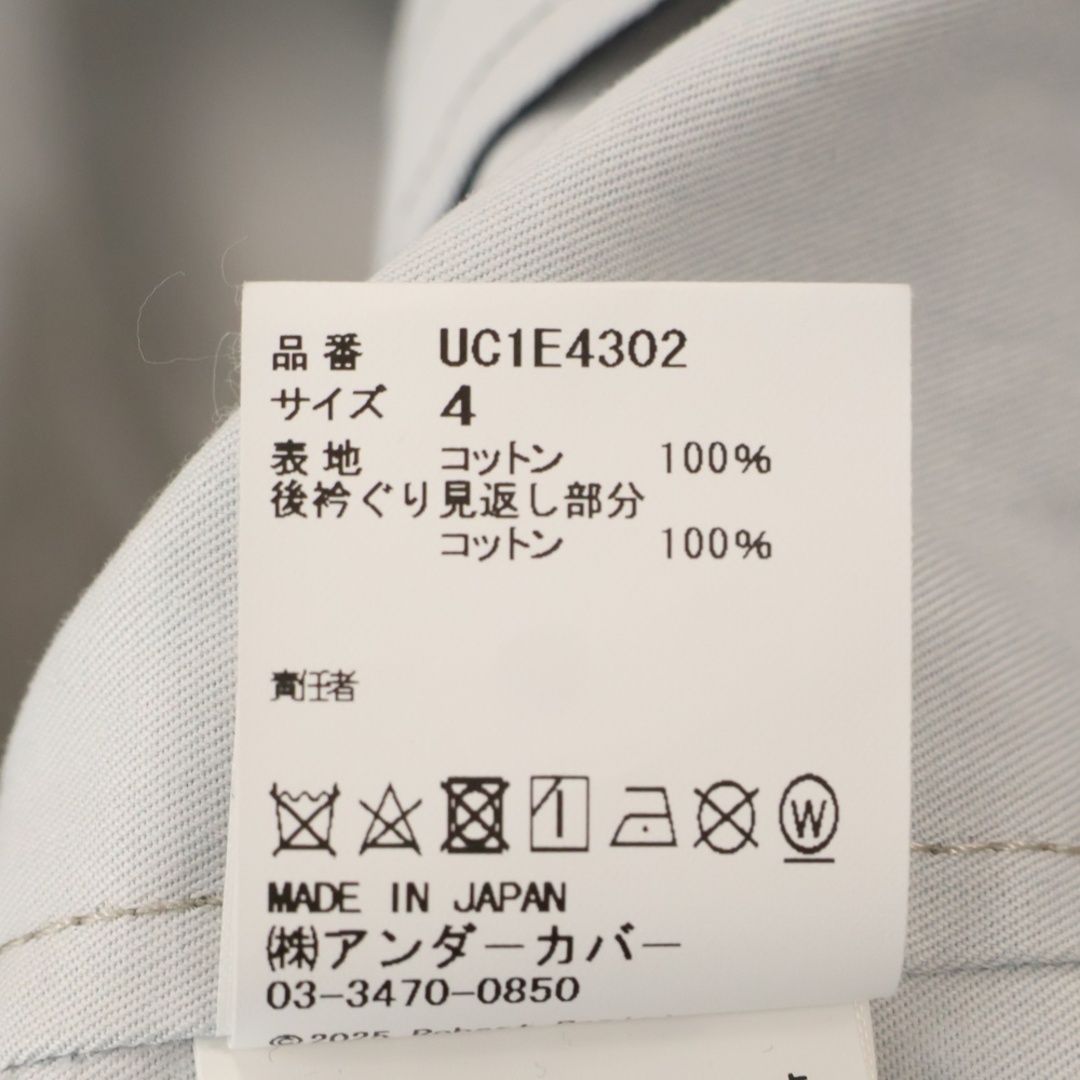 品番 UC1E4302
サイズ 4
表地 コットン 100%
後衿ぐり見返し部分
コットン 100%
責任者
W
MADE IN JAPAN
㈱アンダーカバー
03-3470-0850
©2025